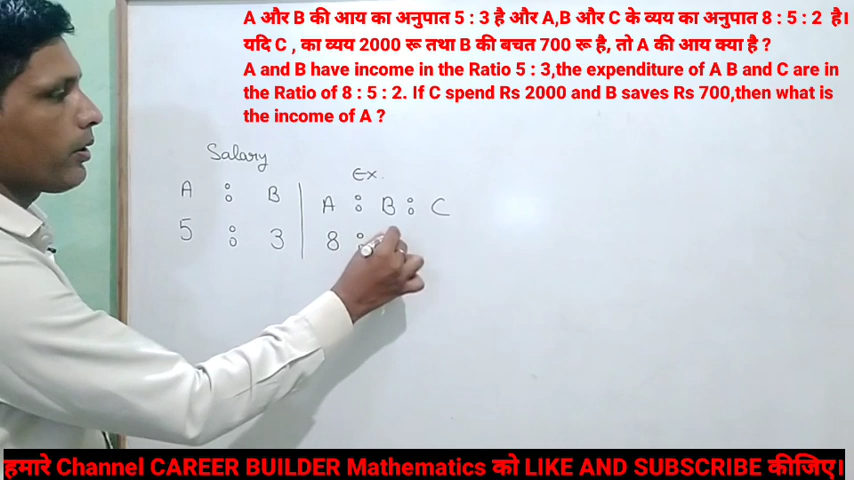 A और B की आय का अनुपात 5 : 3 है और A,B और C के व्यय का अनुपात 8 : 5 : 2 है।
यदि C , का व्यय 2000 रू तथा B की बचत 700 रू है, तो A की आय क्या है ?
A and B have income in the Ratio 5 : 3,the expenditure of A B and C are in
the Ratio of 8 : 5 : 2. If C spend Rs 2000 and B saves Rs 700,then what is
the income of A ?
Salary
Ex.
A : B
A : B : C
5 : 3
8 :
हमारे Channel CAREER BUILDER Mathematics को LIKE AND SUBSCRIBE कीजिए।